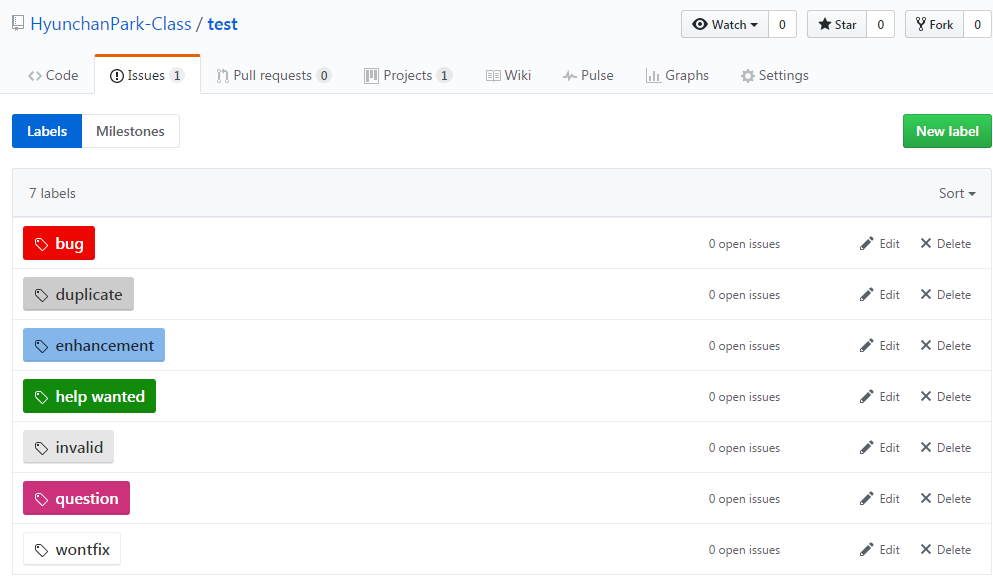 HyunchanPark-Class / test Watch 0 Star 0 Fork 0
Code Issues 1 Pull requests 0 Projects 1 Wiki Pulse Graphs Settings
Labels Milestones New label
7 labels Sort
bug 0 open issues Edit Delete
duplicate 0 open issues Edit Delete
enhancement 0 open issues Edit Delete
help wanted 0 open issues Edit Delete
invalid 0 open issues Edit Delete
question 0 open issues Edit Delete
wontfix 0 open issues Edit Delete